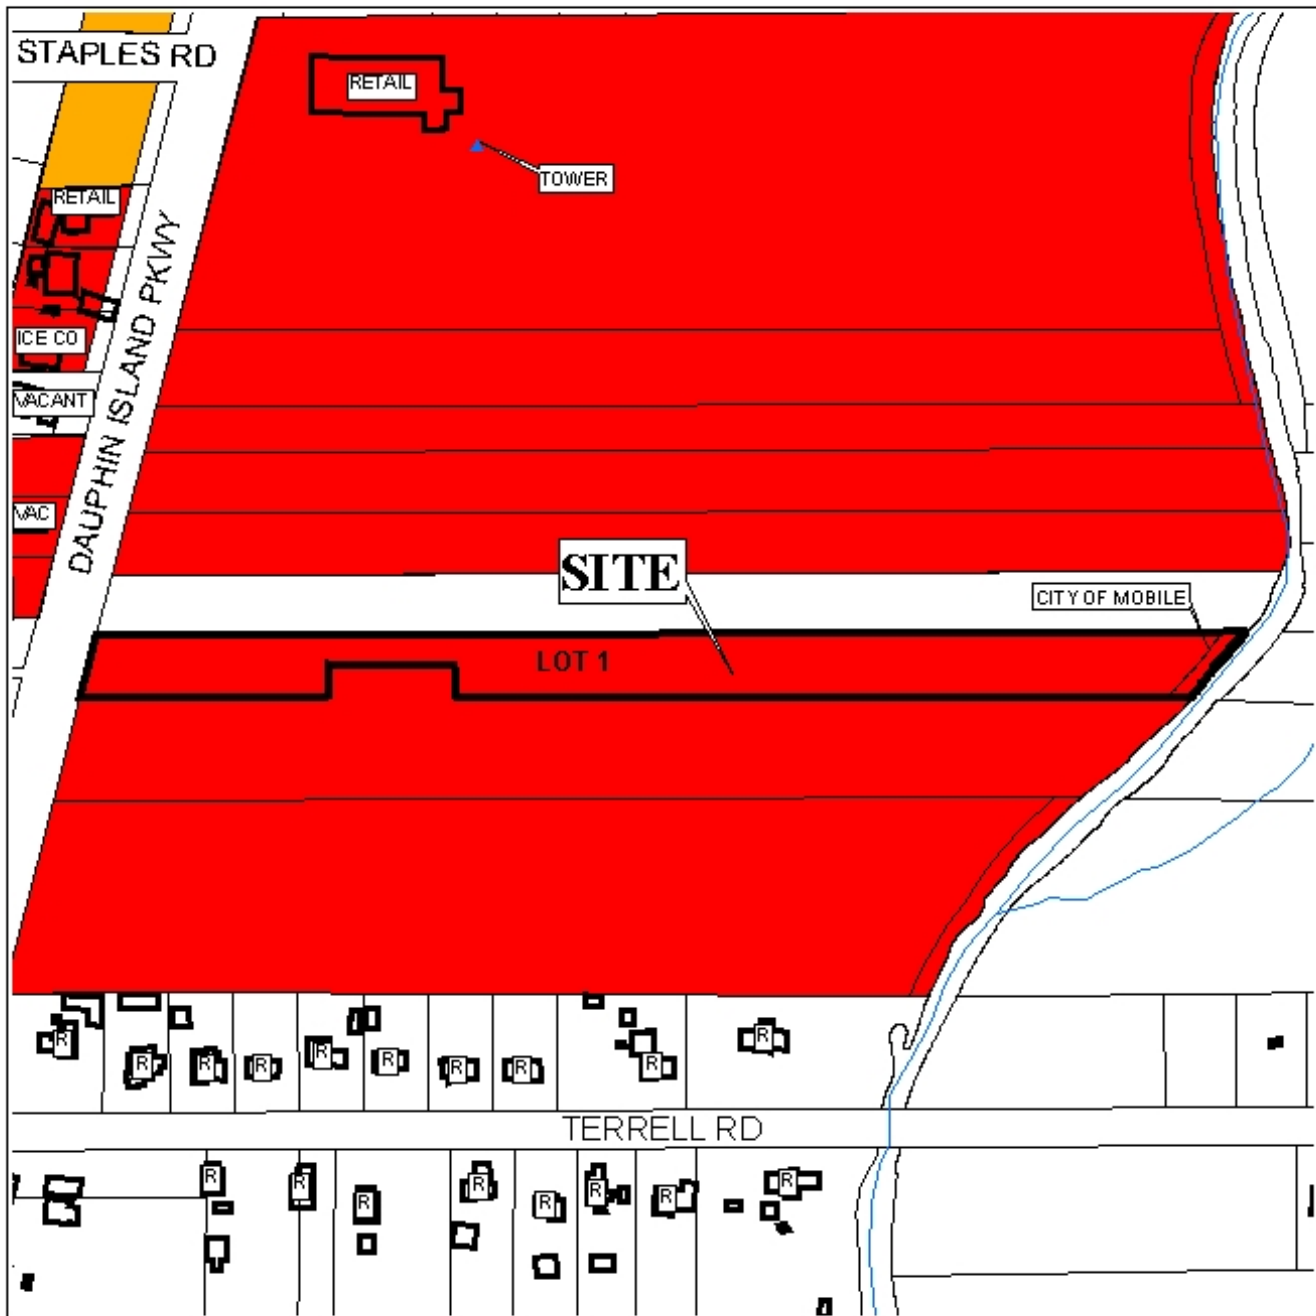 STAPLES RD
RETAIL
TOWER
RETAIL
DAUPHIN ISLAND PKWY
ICE CO
VACANT
VAC
SITE
CITY OF MOBILE
LOT 1
R
R
R
R
R
R
R
R
R
R
TERRELL RD
R
R
R
R
R
R
R
R